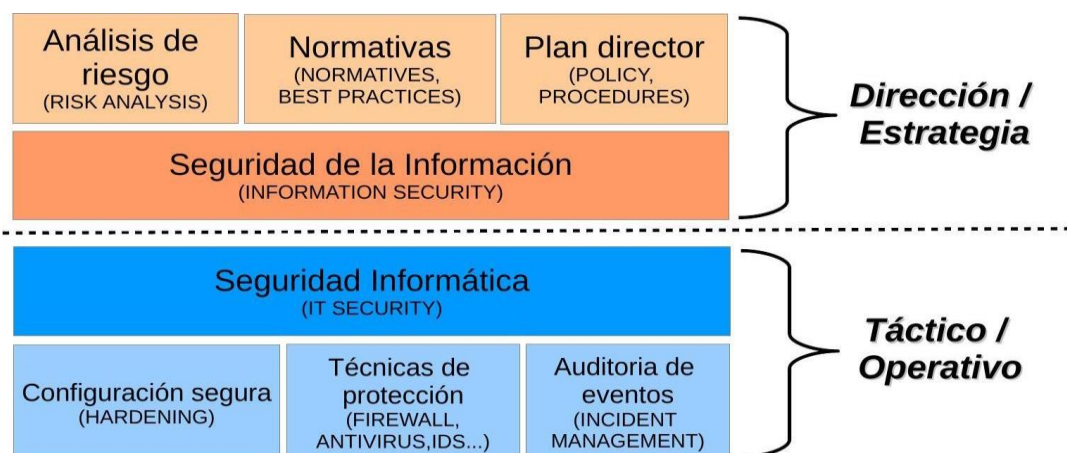 Análisis de
riesgo
(RISK ANALYSIS)
Normativas
(NORMATIVES,
BEST PRACTICES)
Plan director
(POLICY,
PROCEDURES)
Dirección /
Estrategia
Seguridad de la Información
(INFORMATION SECURITY)
Seguridad Informática
(IT SECURITY)
Táctico /
Operativo
Configuración segura
(HARDENING)
Técnicas de
protección
(FIREWALL,
ANTIVIRUS,IDS...)
Auditoria de
eventos
(INCIDENT
MANAGEMENT)